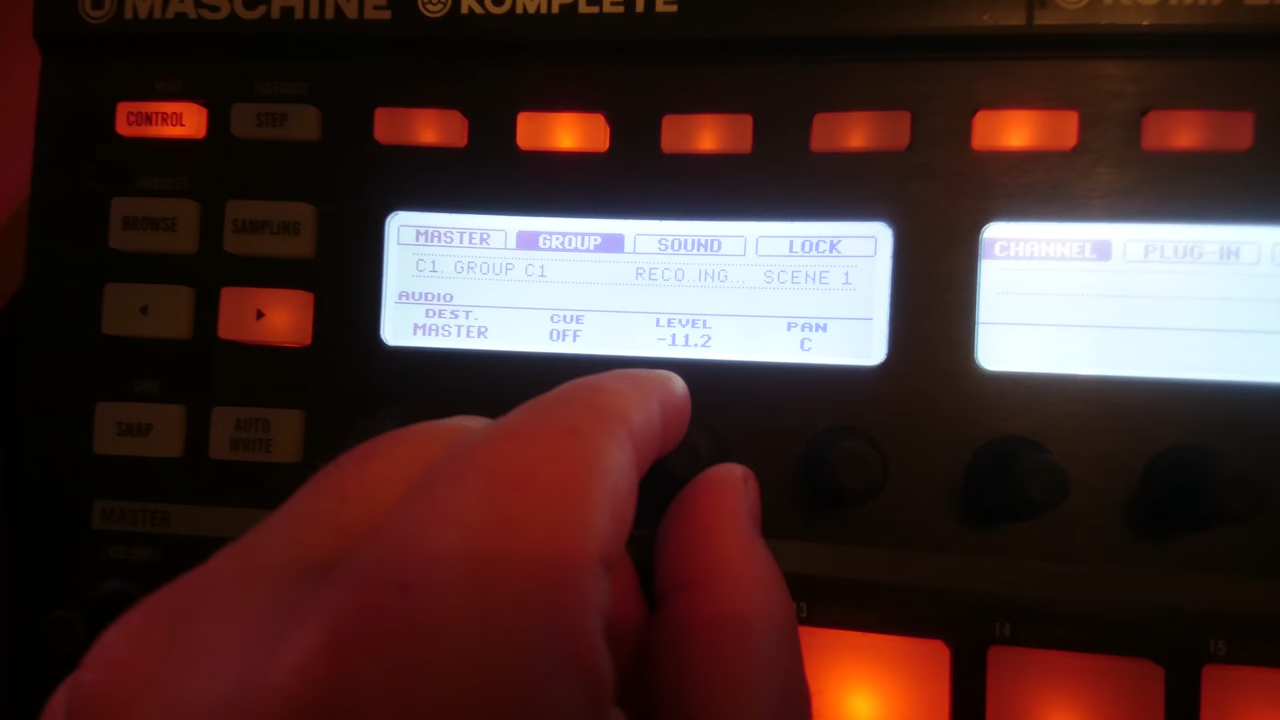 MASCHINE KOMPLETE KOMPLE
CONTROL STEP
BROWSE SAMPLING
SNAP AUTO WRITE
MASTER
MASTER GROUP SOUND LOCK
C1. GROUP C1 RECO..ING... SCENE 1
AUDIO
DEST. CUE LEVEL PAN
MASTER OFF -11.2 C
CHANNEL PLUG-IN
13 14 15